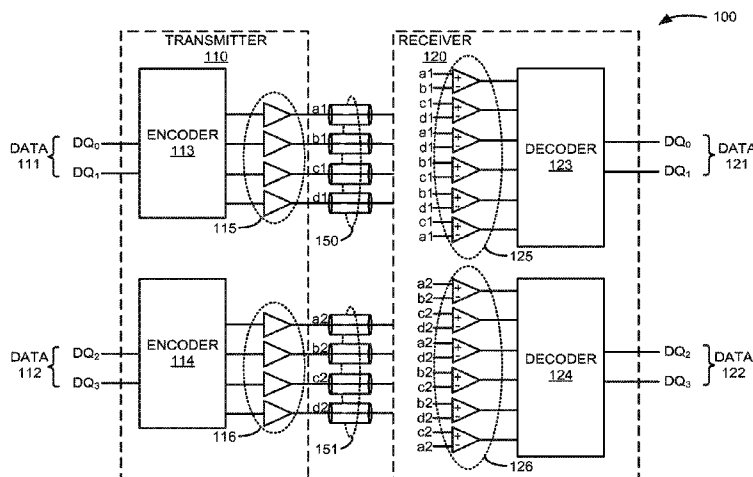 100
TRANSMITTER
110
RECEIVER
120
ENCODER
113
DATA
111
DQ₀
DQ₁
115
a1
b1
c1
d1
150
a1
b1
c1
d1
a1
d1
b1
c1
b1
d1
c1
a1
125
DECODER
123
DQ₀
DQ₁
DATA
121
ENCODER
114
DATA
112
DQ₂
DQ₃
116
a2
b2
c2
d2
151
a2
b2
c2
d2
a2
d2
b2
c2
b2
d2
c2
a2
126
DECODER
124
DQ₂
DQ₃
DATA
122